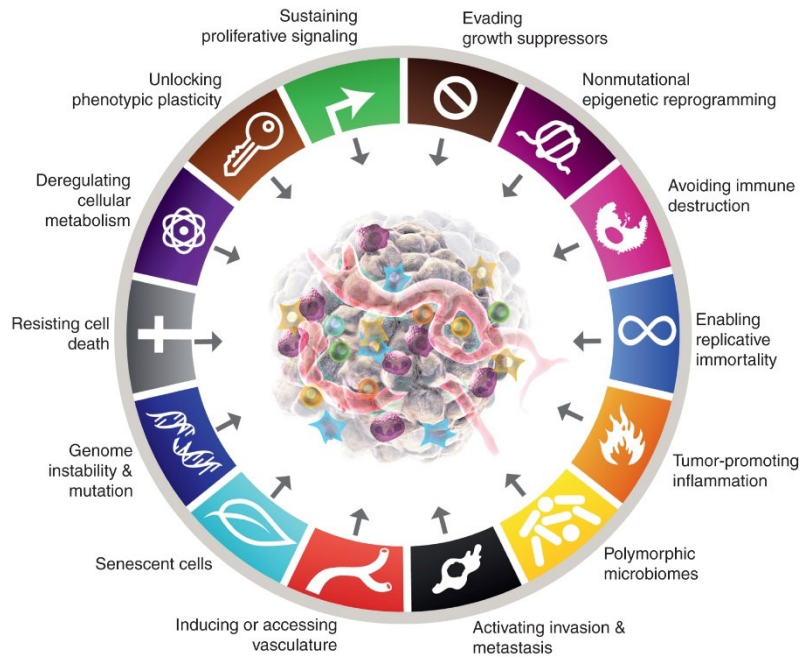 Sustaining
proliferative signaling
Evading
growth suppressors
Nonmutational
epigenetic reprogramming
Avoiding immune
destruction
Enabling
replicative
immortality
Tumor-promoting
inflammation
Polymorphic
microbiomes
Activating invasion &
metastasis
Inducing or accessing
vasculature
Senescent cells
Genome
instability &
mutation
Resisting cell
death
Deregulating
cellular
metabolism
Unlocking
phenotypic plasticity